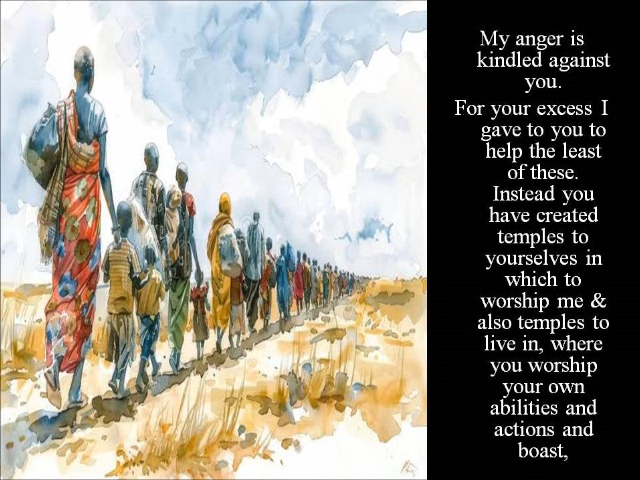 My anger is
kindled against
you.
For your excess I
gave to you to
help the least
of these.
Instead you
have created
temples to
yourselves in
which to
worship me &
also temples to
live in, where
you worship
your own
abilities and
actions and
boast,